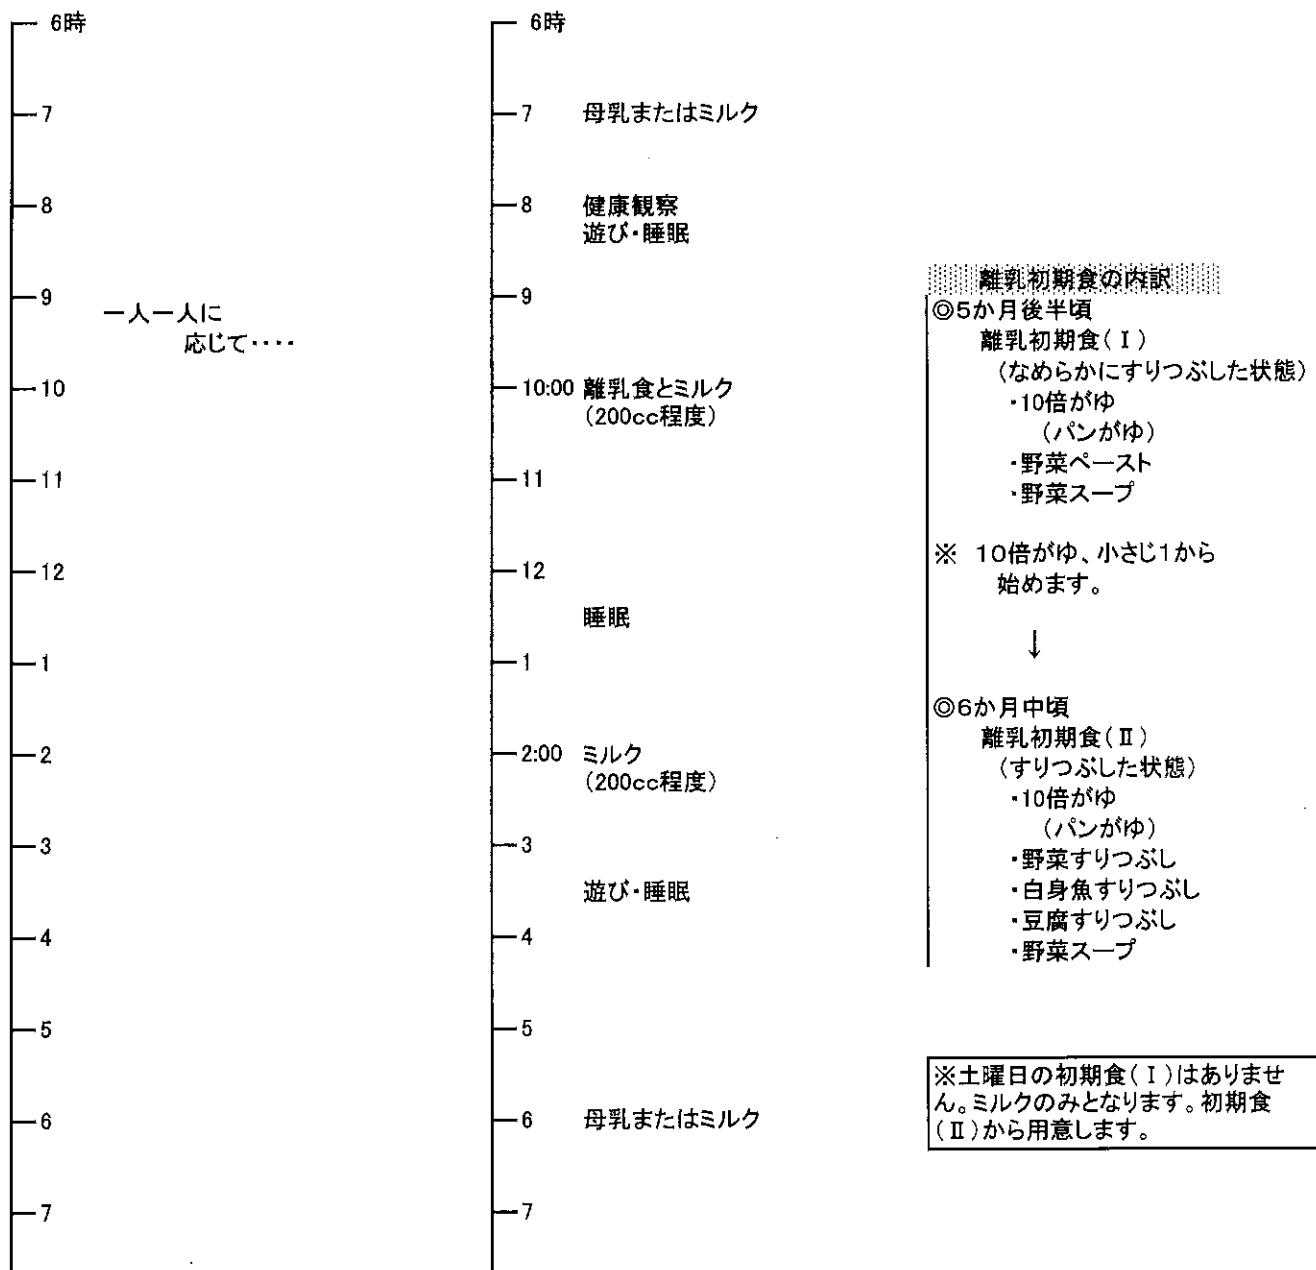 6時
7
8
9
一人一人に
応じて‥‥
10
11
12
1
2
3
4
5
6
7
6時
7 母乳またはミルク
8 健康観察
遊び・睡眠
9
10:00 離乳食とミルク
(200cc程度)
11
12
睡眠
1
2:00 ミルク
(200cc程度)
3
遊び・睡眠
4
5
6 母乳またはミルク
7
離乳初期食の内訳
◎5か月後半頃
離乳初期食(Ⅰ)
(なめらかにすりつぶした状態)
・10倍がゆ
(パンがゆ)
・野菜ペースト
・野菜スープ
※ 10倍がゆ、小さじ1から
始めます。
↓
◎6か月中頃
離乳初期食(Ⅱ)
(すりつぶした状態)
・10倍がゆ
(パンがゆ)
・野菜すりつぶし
・白身魚すりつぶし
・豆腐すりつぶし
・野菜スープ
※土曜日の初期食(Ⅰ)はありませ
ん。ミルクのみとなります。初期食
(Ⅱ)から用意します。